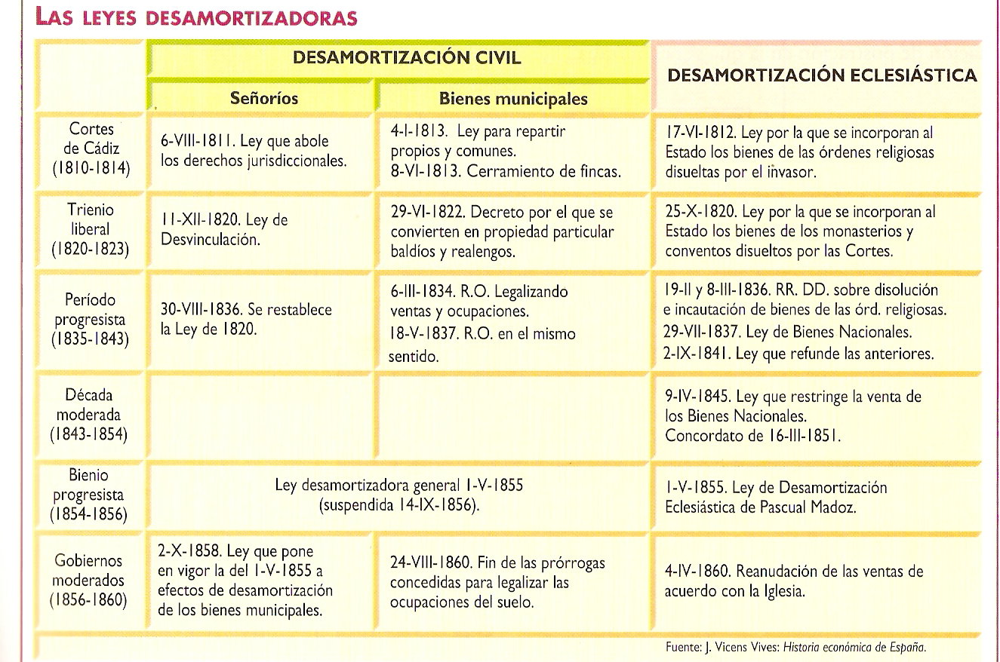 LAS LEYES DESAMORTIZADORAS
DESAMORTIZACIÓN CIVIL
DESAMORTIZACIÓN ECLESIÁSTICA
Señoríos
Bienes municipales
Cortes
de Cádiz
(1810-1814)
6-VIII-1811. Ley que abole
los derechos jurisdiccionales.
4-I-1813. Ley para repartir
propios y comunes.
8-VI-1813. Cerramiento de fincas.
17-VI-1812. Ley por la que se incorporan al
Estado los bienes de las órdenes religiosas
disueltas por el invasor.
Trienio
liberal
(1820-1823)
11-XII-1820. Ley de
Desvinculación.
29-VI-1822. Decreto por el que se
convierten en propiedad particular
baldíos y realengos.
25-X-1820. Ley por la que se incorporan al
Estado los bienes de los monasterios y
conventos disueltos por las Cortes.
Período
progresista
(1835-1843)
30-VIII-1836. Se restablece
la Ley de 1820.
6-III-1834. R.O. Legalizando
ventas y ocupaciones.
18-V-1837. R.O. en el mismo
sentido.
19-II y 8-III-1836. RR. DD. sobre disolución
e incautación de bienes de las órd. religiosas.
29-VII-1837. Ley de Bienes Nacionales.
2-IX-1841. Ley que refunde las anteriores.
Década
moderada
(1843-1854)
9-IV-1845. Ley que restringe la venta de
los Bienes Nacionales.
Concordato de 16-III-1851.
Bienio
progresista
(1854-1856)
Ley desamortizadora general 1-V-1855
(suspendida 14-IX-1856).
1-V-1855. Ley de Desamortización
Eclesiástica de Pascual Madoz.
Gobiernos
moderados
(1856-1860)
2-X-1858. Ley que pone
en vigor la del 1-V-1855 a
efectos de desamortización
de los bienes municipales.
24-VIII-1860. Fin de las prórrogas
concedidas para legalizar las
ocupaciones del suelo.
4-IV-1860. Reanudación de las ventas de
acuerdo con la Iglesia.
Fuente: J. Vicens Vives: Historia económica de España.